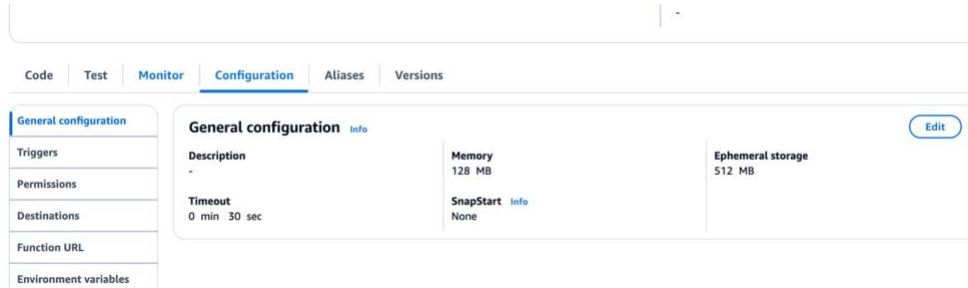 -
Code Test Monitor Configuration Aliases Versions
General configuration
Triggers
Permissions
Destinations
Function URL
Environment variables
General configuration Info
Edit
Description
-
Memory
128 MB
Ephemeral storage
512 MB
Timeout
0 min 30 sec
SnapStart Info
None